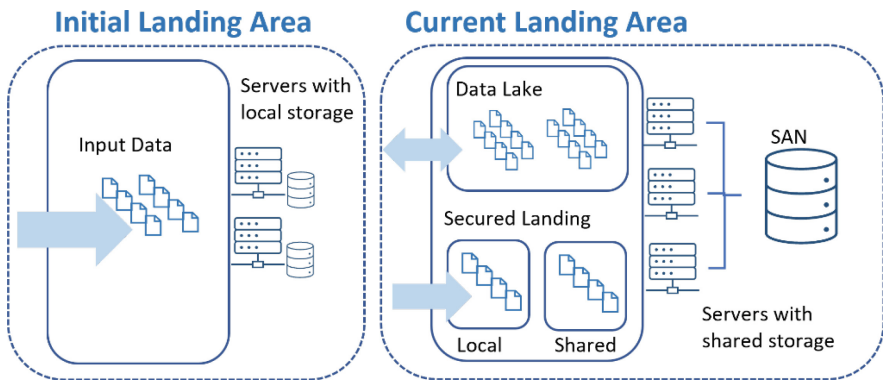 Initial Landing Area
Servers with
local storage
Input Data
Current Landing Area
Data Lake
SAN
Secured Landing
Local
Shared
Servers with
shared storage